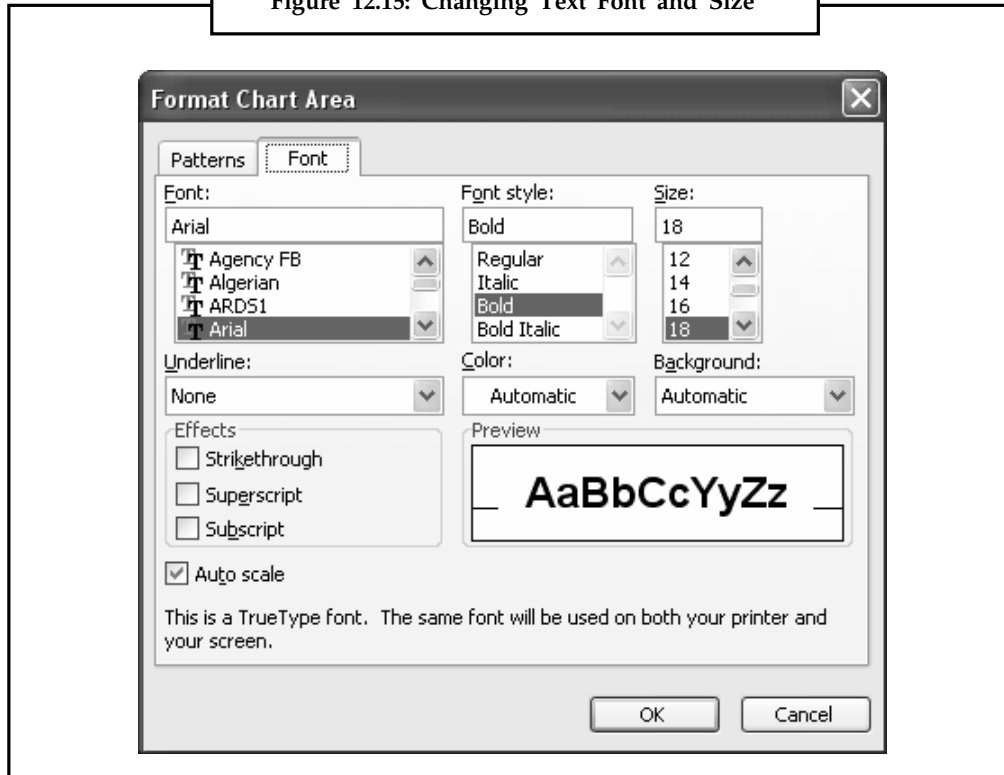 Figure 12.15: Changing Text Font and Size
Format Chart Area
Patterns Font
Font: Font style: Size:
Arial Bold 18
Agency FB Regular 12
Algerian Italic 14
ARDS1 Bold 16
Arial Bold Italic 18
Underline: Color: Background:
None Automatic Automatic
Effects Preview
Strikethrough
Superscript
Subscript
AaBbCcYyZz
Auto scale
This is a TrueType font. The same font will be used on both your printer and
your screen.
OK Cancel